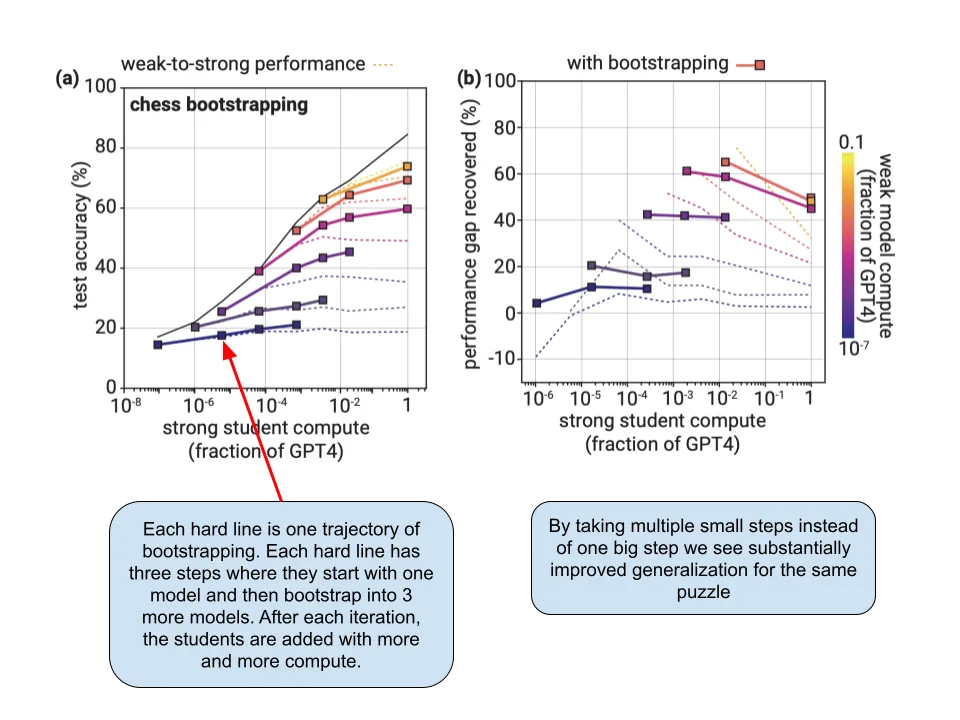 weak-to-strong performance
with bootstrapping
(a)
chess bootstrapping
test accuracy (%)
100
80
60
40
20
0
10-8
10-6
10-4
10-2
1
strong student compute
(fraction of GPT4)
(b)
performance gap recovered (%)
100
80
60
40
20
0
-10
10-6
10-5
10-4
10-3
10-2
10-1
1
strong student compute
(fraction of GPT4)
0.1
10-7
weak model compute
(fraction of GPT4)
Each hard line is one trajectory of
bootstrapping. Each hard line has
three steps where they start with one
model and then bootstrap into 3
more models. After each iteration,
the students are added with more
and more compute.
By taking multiple small steps instead
of one big step we see substantially
improved generalization for the same
puzzle